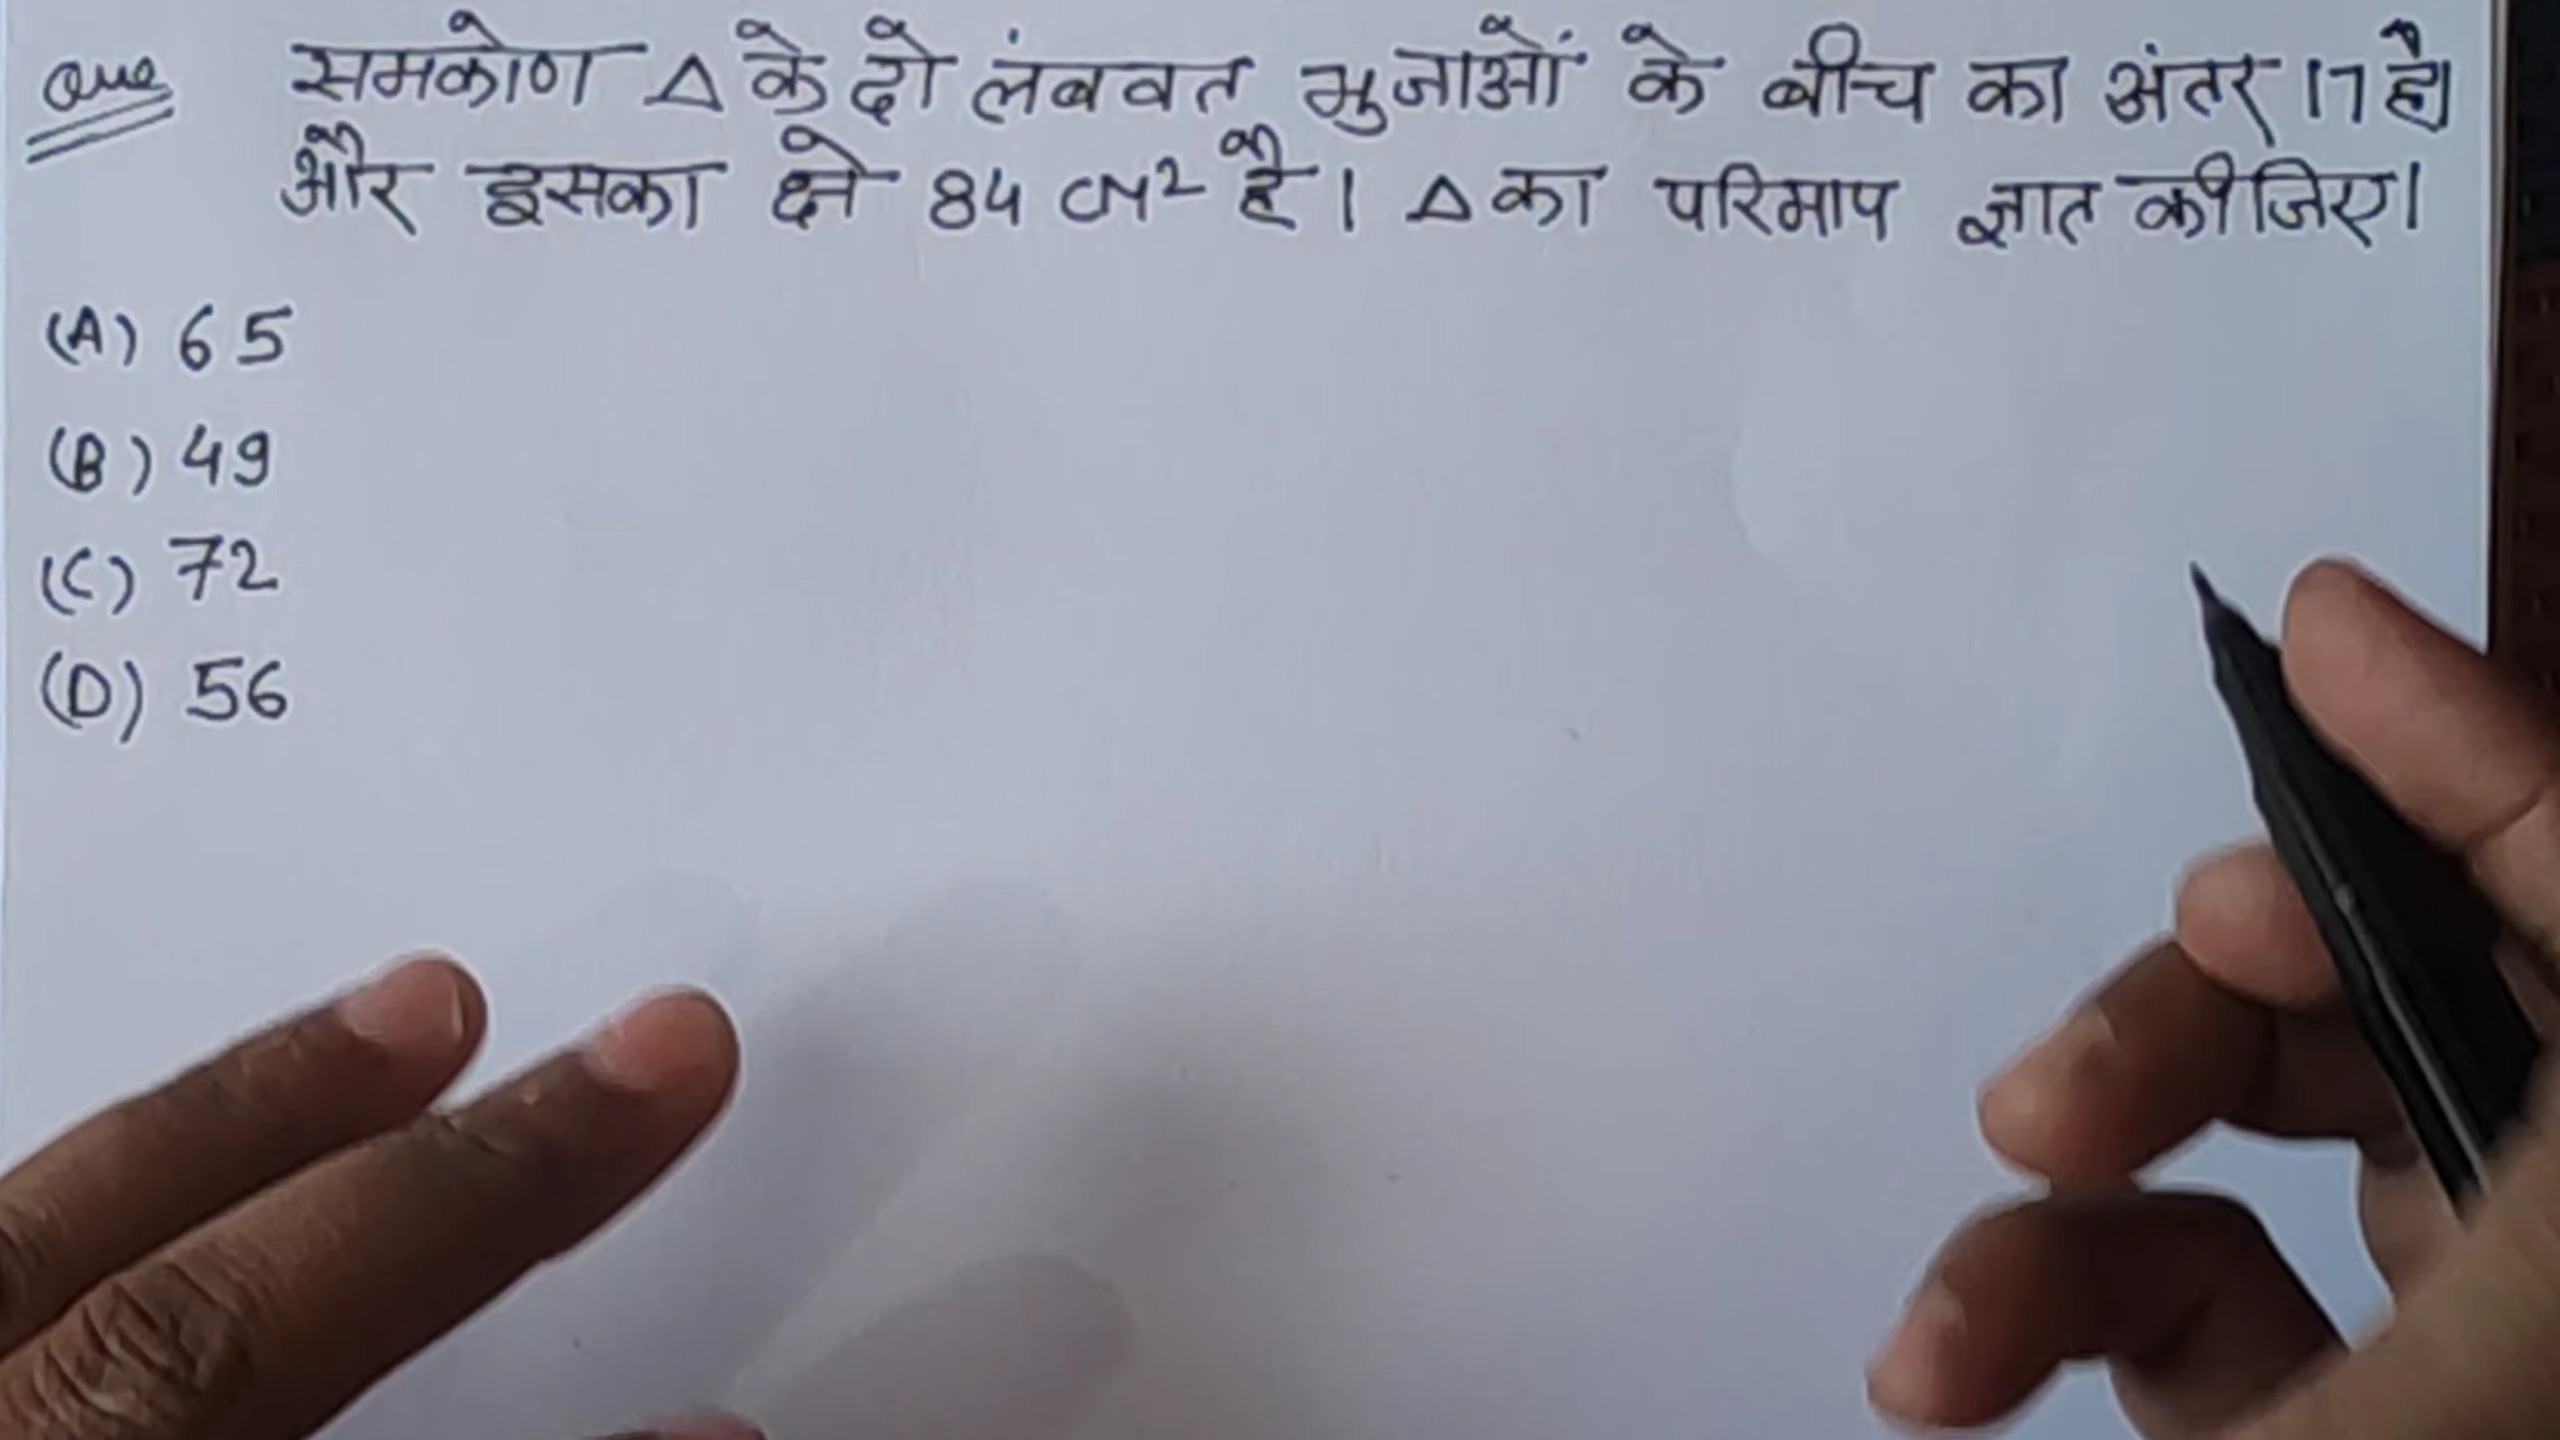 Que समकोण Δ के दो लंबवत भुजाओं के बीच का अंतर 17 है।
और इसका क्षे 84 cm² है। Δ का परिमाप ज्ञात कीजिए।
(A) 65
(B) 49
(C) 72
(D) 56